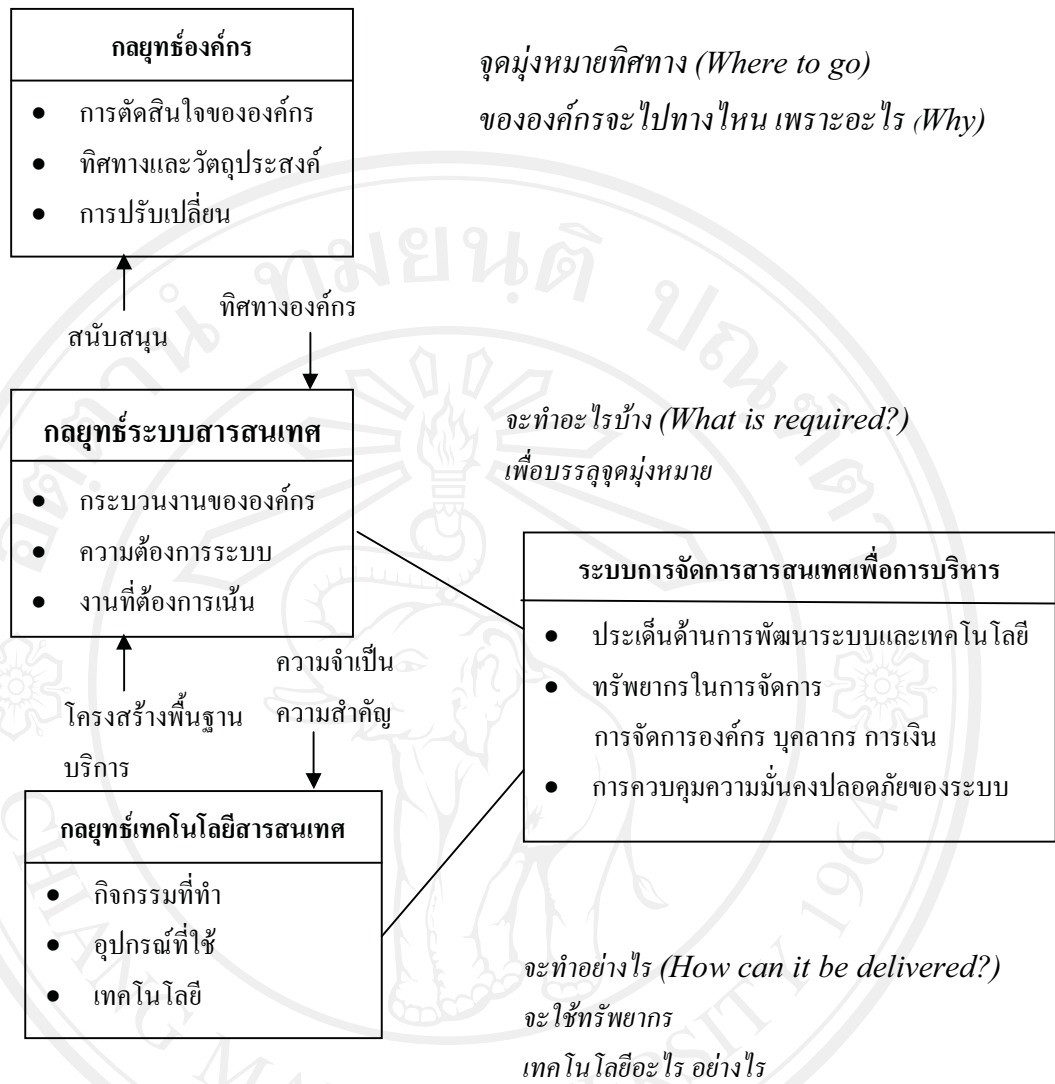 กลยุทธ์องค์กร
• การตัดสินใจขององค์กร
• ทิศทางและวัตถุประสงค์
• การปรับเปลี่ยน
จุดมุ่งหมายทิศทาง (Where to go)
ขององค์กรจะไปทางไหน เพราะอะไร (Why)
สนับสนุน
ทิศทางองค์กร
กลยุทธ์ระบบสารสนเทศ
• กระบวนงานขององค์กร
• ความต้องการระบบ
• งานที่ต้องการเน้น
จะทำอะไรบ้าง (What is required?)
เพื่อบรรลุจุดมุ่งหมาย
ระบบการจัดการสารสนเทศเพื่อการบริหาร
• ประเด็นด้านการพัฒนาระบบและเทคโนโลยี
• ทรัพยากรในการจัดการ
การจัดการองค์กร บุคลากร การเงิน
• การควบคุมความมั่นคงปลอดภัยของระบบ
โครงสร้างพื้นฐาน
บริการ
ความจำเป็น
ความสำคัญ
กลยุทธ์เทคโนโลยีสารสนเทศ
• กิจกรรมที่ทำ
• อุปกรณ์ที่ใช้
• เทคโนโลยี
จะทำอย่างไร (How can it be delivered?)
จะใช้ทรัพยากร
เทคโนโลยีอะไร อย่างไร